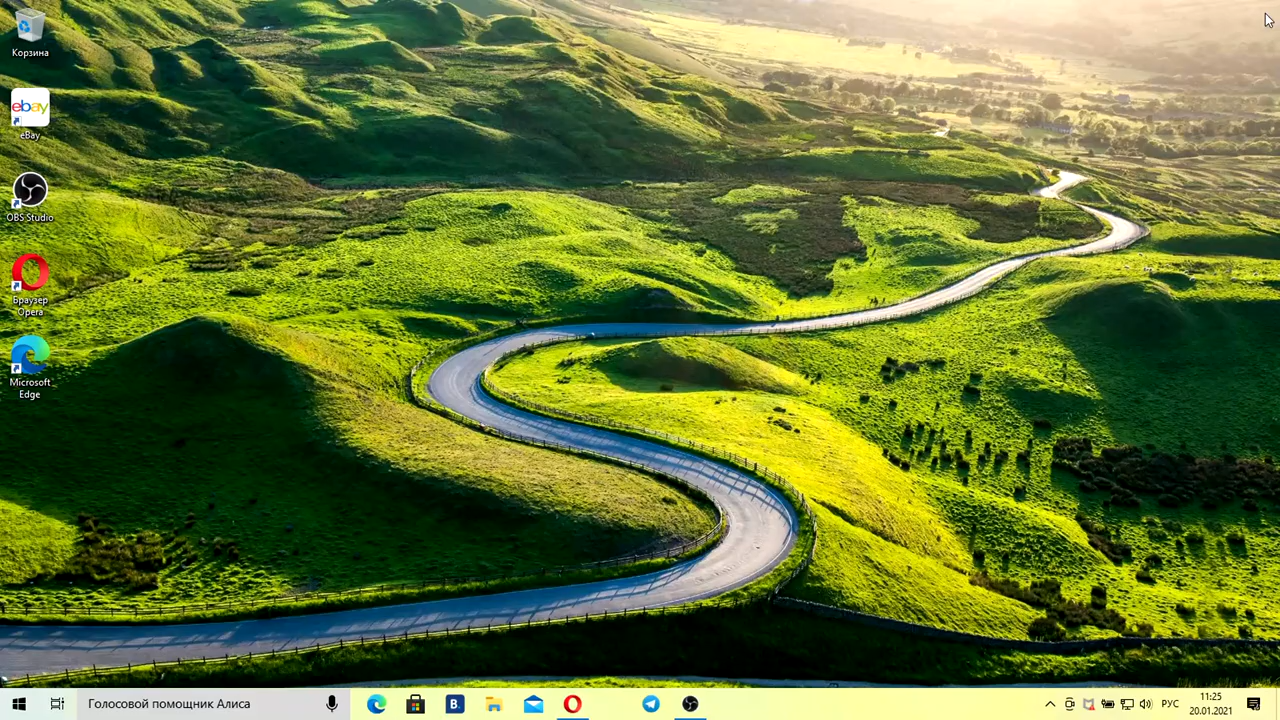 Корзина
ebay
eBay
OBS Studio
Браузер
Opera
Microsoft
Edge
Голосовой помощник Алиса
B.
РУС
11:25
20.01.2021